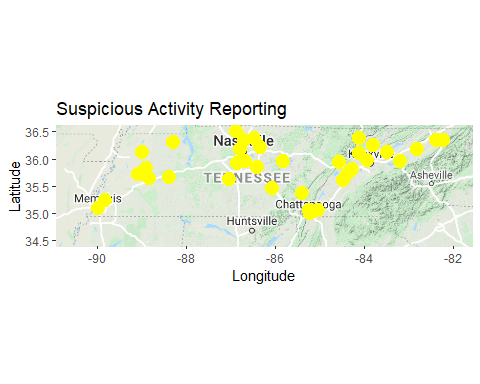 Suspicious Activity Reporting
36.5
36.0
35.5
35.0
34.5
Latitude
Nashville
TENNESSEE
Memphis
Chattanooga
Huntsville
Asheville
-90
-88
-86
-84
-82
Longitude